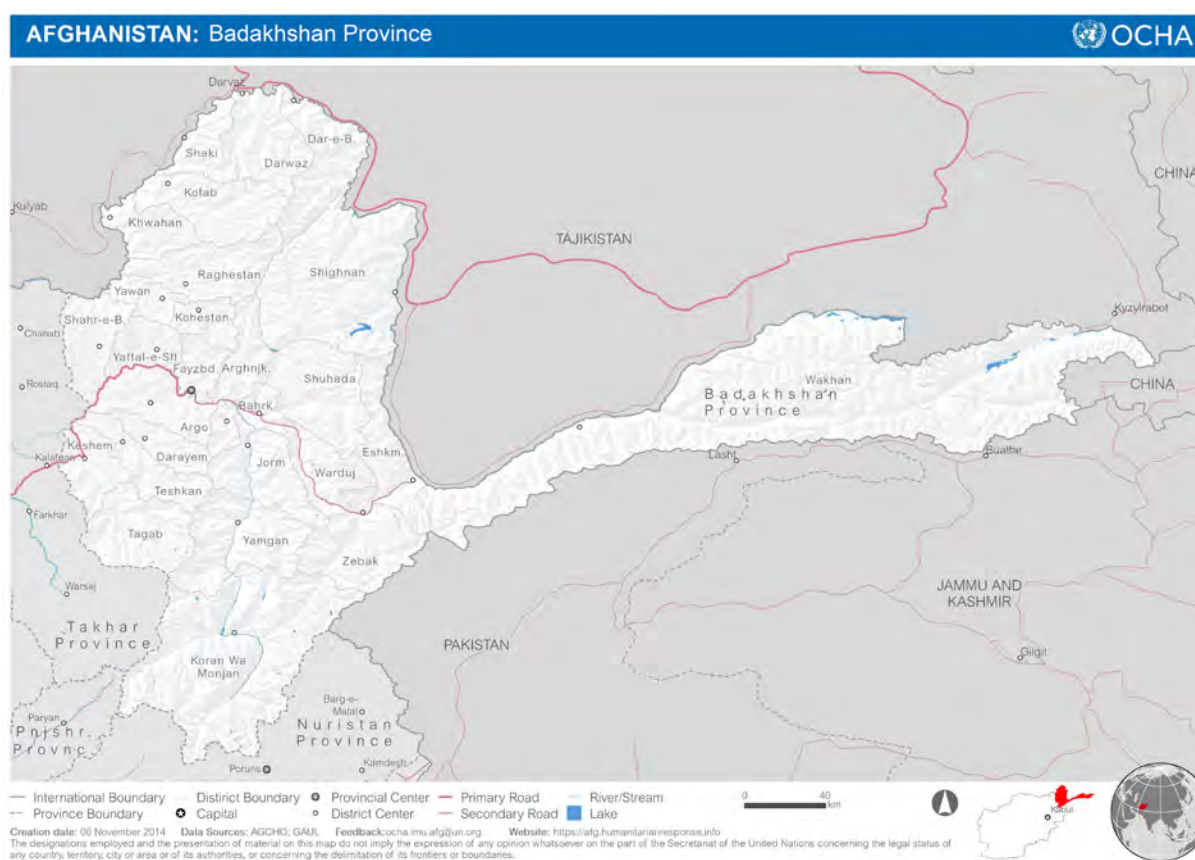 AFGHANISTAN: Badakhshan Province
OCHA
Darvaz
Dar-e-B.
Shaki
Darwaz
CHINA
Kofab
Kulyab
Khwahan
TAJIKISTAN
Raghestan
Shighnan
Yawan
Kyzylrabot
Shahr-e-B.
Kohestan
Chahab
Yaftal-e-Sfl
Fayzbd.
Arghnjk.
Shuhada
Wakhan
CHINA
Rostaq
Badakhshan
Province
Bahrk.
Argo
Keshem
Eshkm.
Lasht
Buattar
Kalafgan
Darayem
Jorm
Warduj
Teshkan
Farkhar
Tagab
Yamgan
Zebak
Warsaj
JAMMU AND
KASHMIR
Takhar
Province
PAKISTAN
Gilgit
Koran Wa
Monjan
Barg-e-
Matal
Paryan
Pnjshr.
Provnc.
Nuristan
Province
Poruns
Kamdesh
International Boundary District Boundary Provincial Center Primary Road River/Stream
Province Boundary Capital District Center Secondary Road Lake
0 40
km
Kabul
Creation date: 06 November 2014 Data Sources: AGCHO; GAUL Feedback:ocha.imu.afg@un.org Website: https://afg.humanitarianresponse.info
The designations employed and the presentation of material on this map do not imply the expression of any opinion whatsoever on the part of the Secretariat of the United Nations concerning the legal status of
any country, territory, city or area or of its authorities, or concerning the delimitation of its frontiers or boundaries.